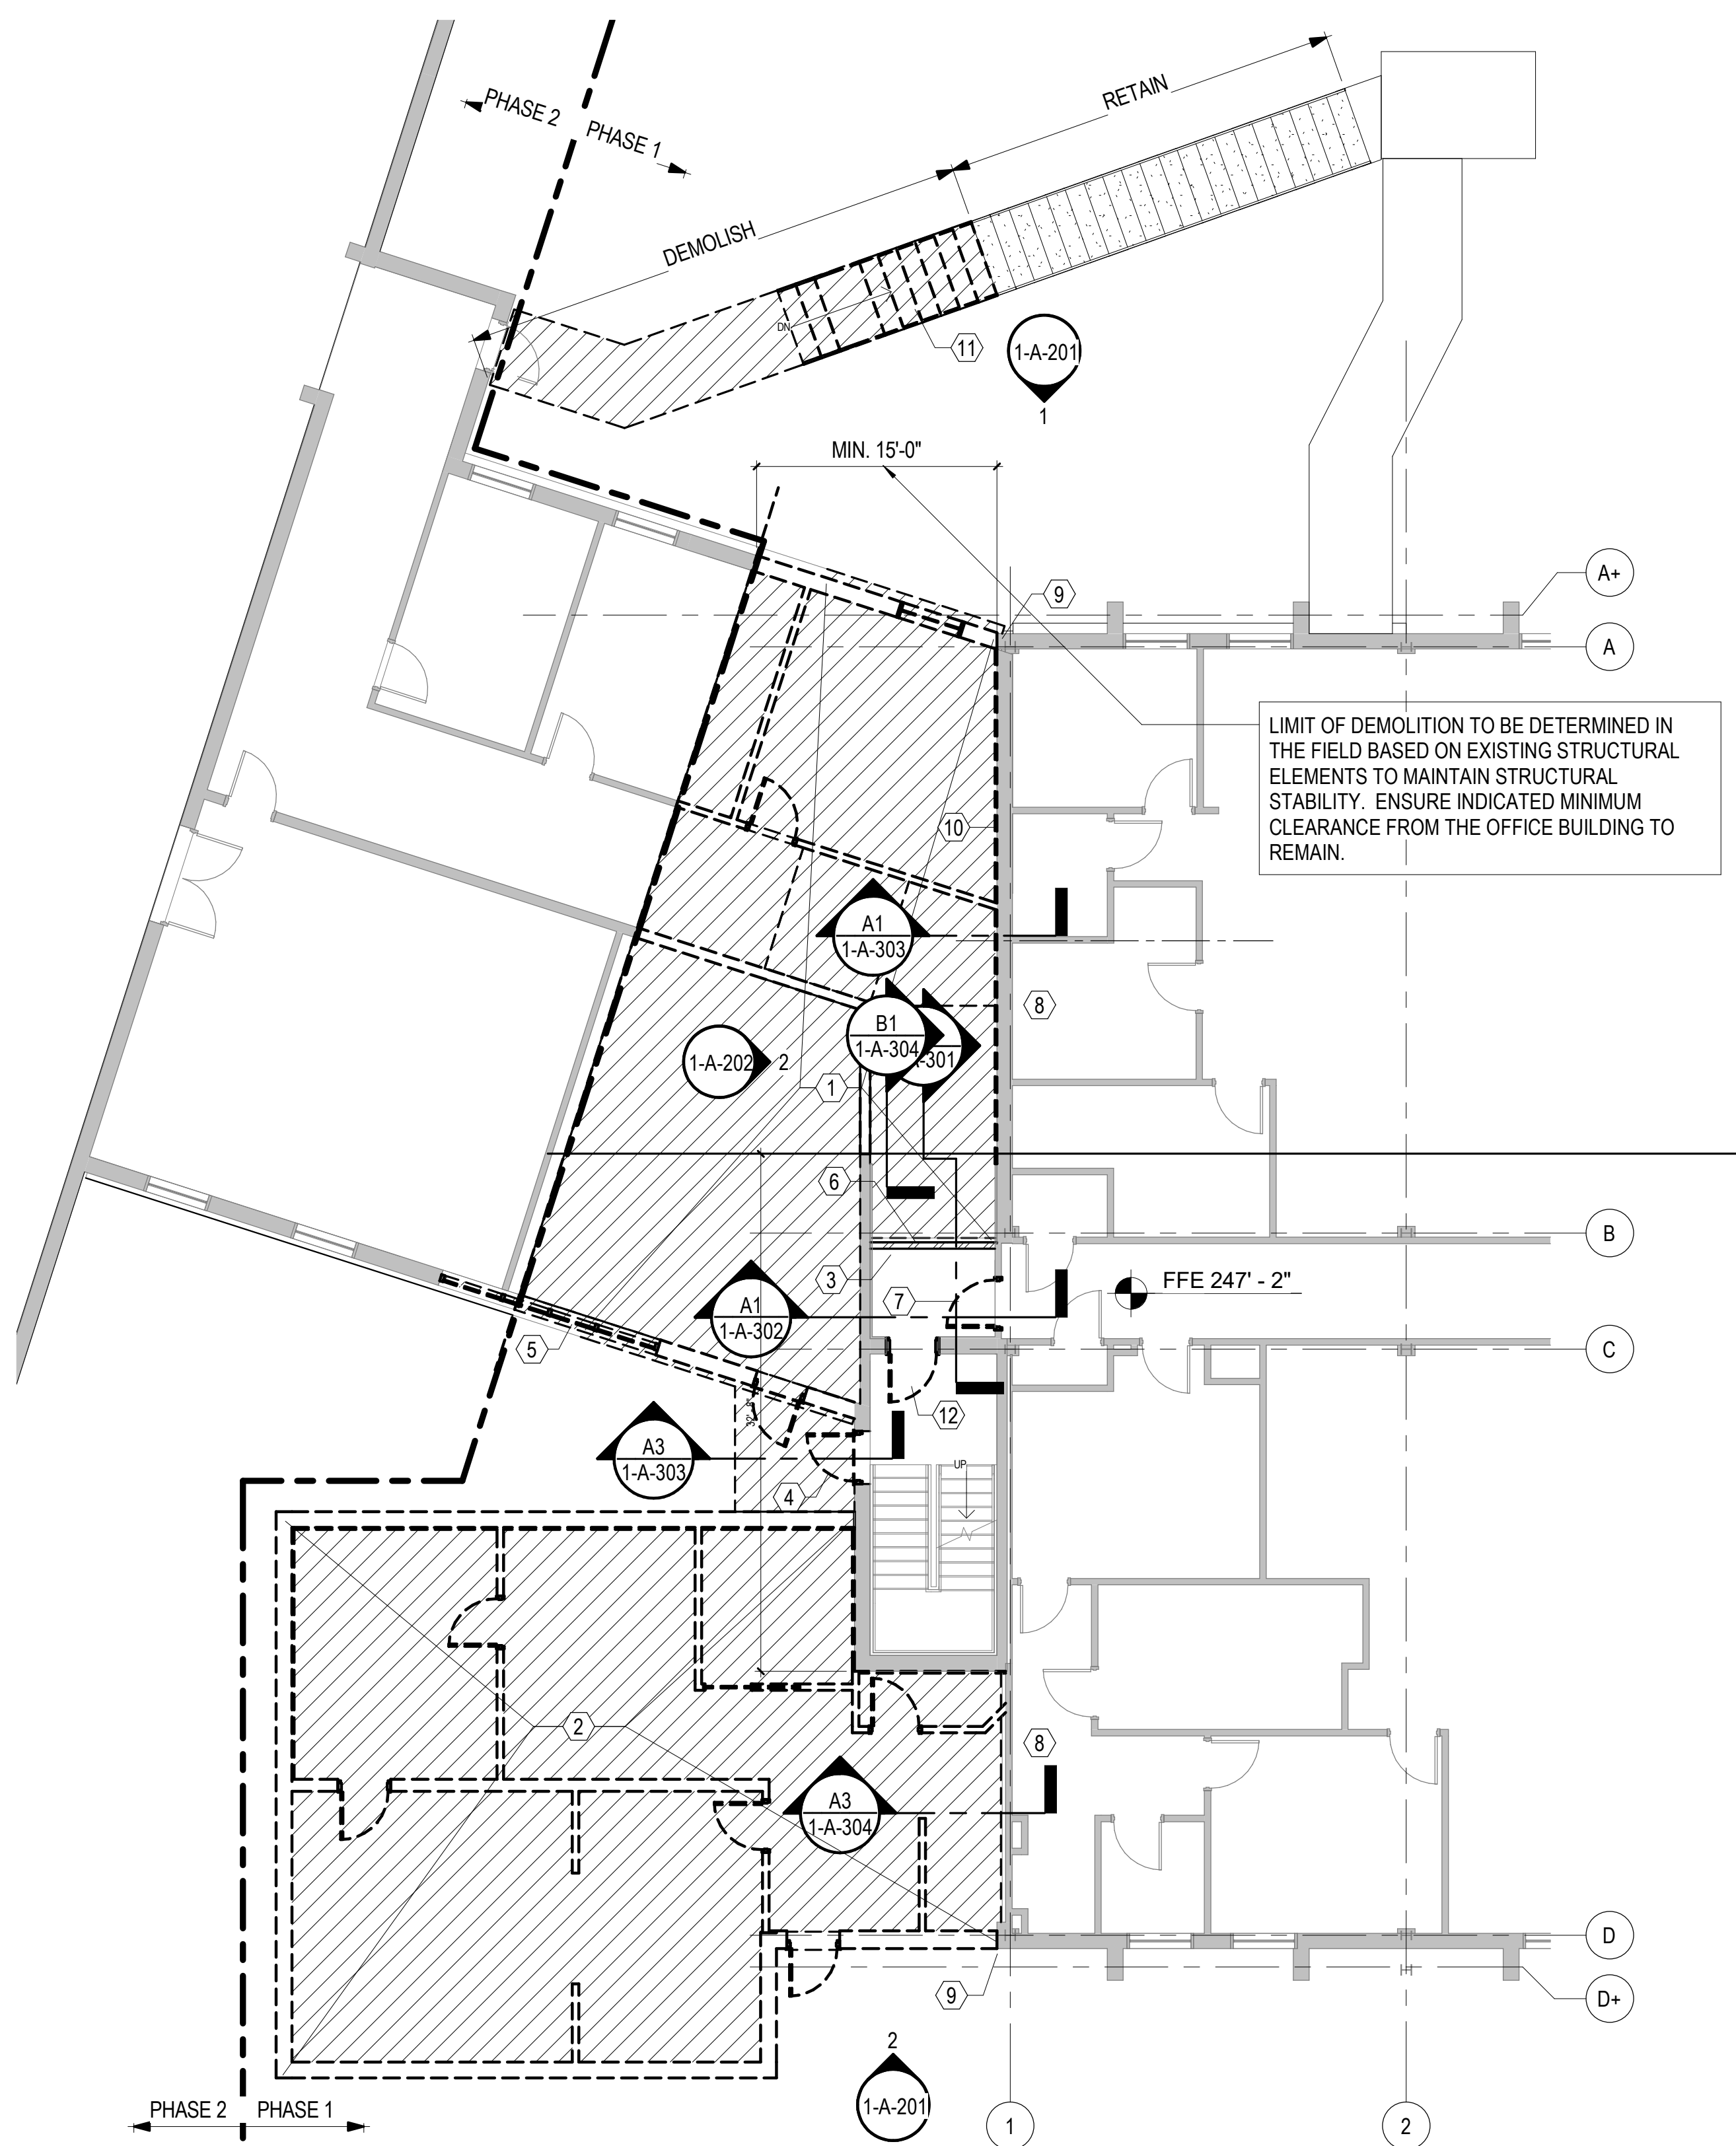 PHASE 2
PHASE 1
RETAIN
DEMOLISH
DN
11
1-A-201
1
MIN. 15'-0"
A+
9
A
LIMIT OF DEMOLITION TO BE DETERMINED IN
THE FIELD BASED ON EXISTING STRUCTURAL
ELEMENTS TO MAINTAIN STRUCTURAL
STABILITY. ENSURE INDICATED MINIMUM
CLEARANCE FROM THE OFFICE BUILDING TO
REMAIN.
10
A1
1-A-303
8
B1
1-A-304
-301
1-A-202
2
1
6
B
3
FFE 247' - 2"
7
A1
1-A-302
5
C
32' - 8"
12
A3
1-A-303
UP
4
2
8
A3
1-A-304
D
9
D+
2
1-A-201
PHASE 2
PHASE 1
1
2